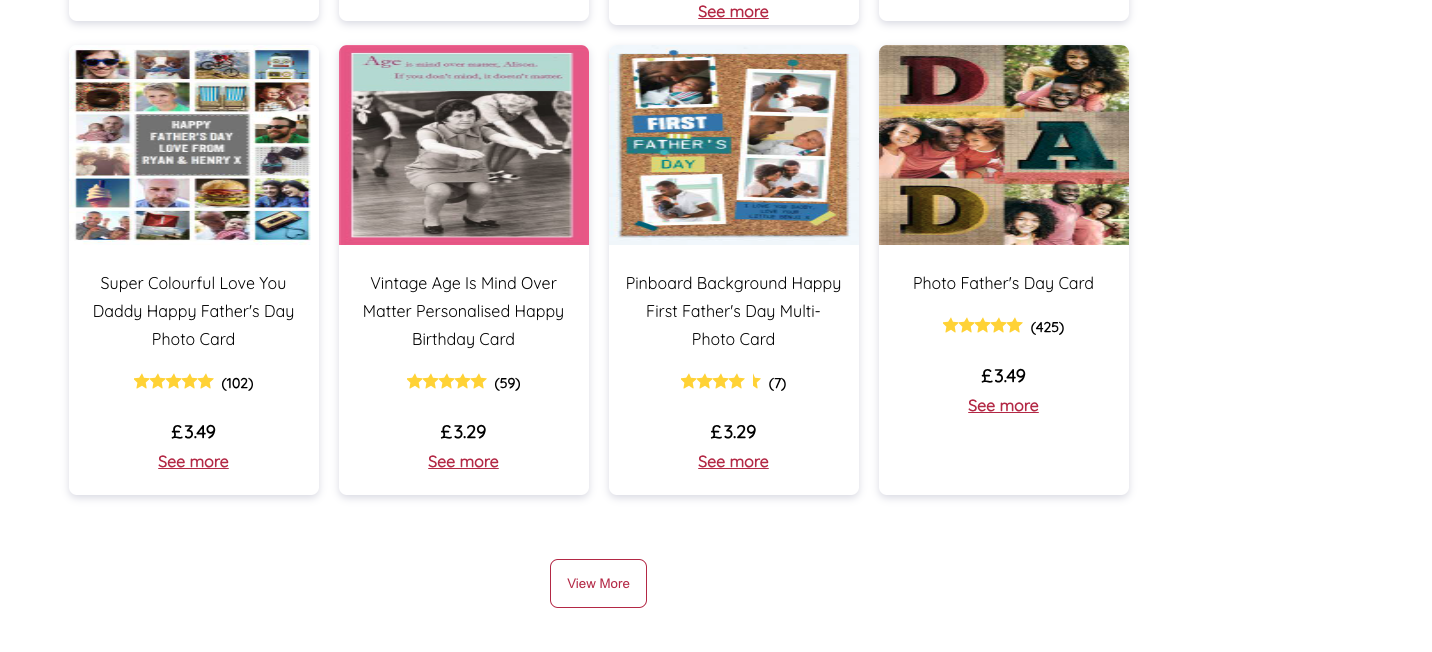 See more
HAPPY
FATHER'S DAY
LOVE FROM
RYAN & HENRY X
Age is mind over matter, Alison.
If you don't mind, it doesn't matter.
FIRST
FATHER'S
DAY
I LOVE YOU DADDY,
LOVE YOUR
D
A
D
Super Colourful Love You
Daddy Happy Father's Day
Photo Card
(102)
£3.49
See more
Vintage Age Is Mind Over
Matter Personalised Happy
Birthday Card
(59)
£3.29
See more
Pinboard Background Happy
First Father's Day Multi-
Photo Card
(7)
£3.29
See more
Photo Father's Day Card
(425)
£3.49
See more
View More